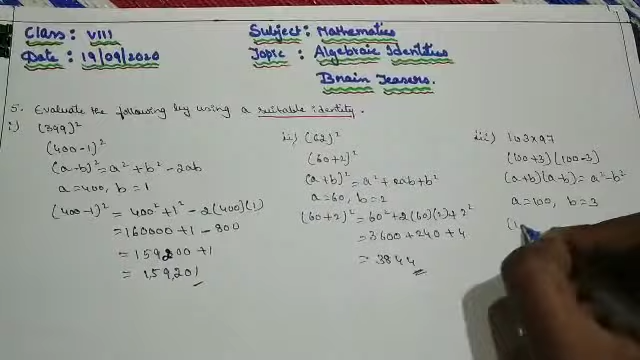 Class: VIII
Subject: Mathematics
Date: 19/09/2020
Topic: Algebraic Identities
Brain Teasers.
5. Evaluate the following by using a suitable identity.
i) (399)²
(400-1)²
(a-b)² = a² + b² - 2ab
a = 400, b = 1
(400-1)² = 400² + 1² - 2(400)(1)
= 160000 + 1 - 800
= 159200 + 1
= 159,201
ii) (62)²
(60+2)²
(a+b)² = a² + 2ab + b²
a = 60, b = 2
(60+2)² = 60² + 2(60)(2) + 2²
= 3600 + 240 + 4
= 3844
iii) 103 x 97
(100+3)(100-3)
(a+b)(a-b) = a² - b²
a = 100, b = 3
(1